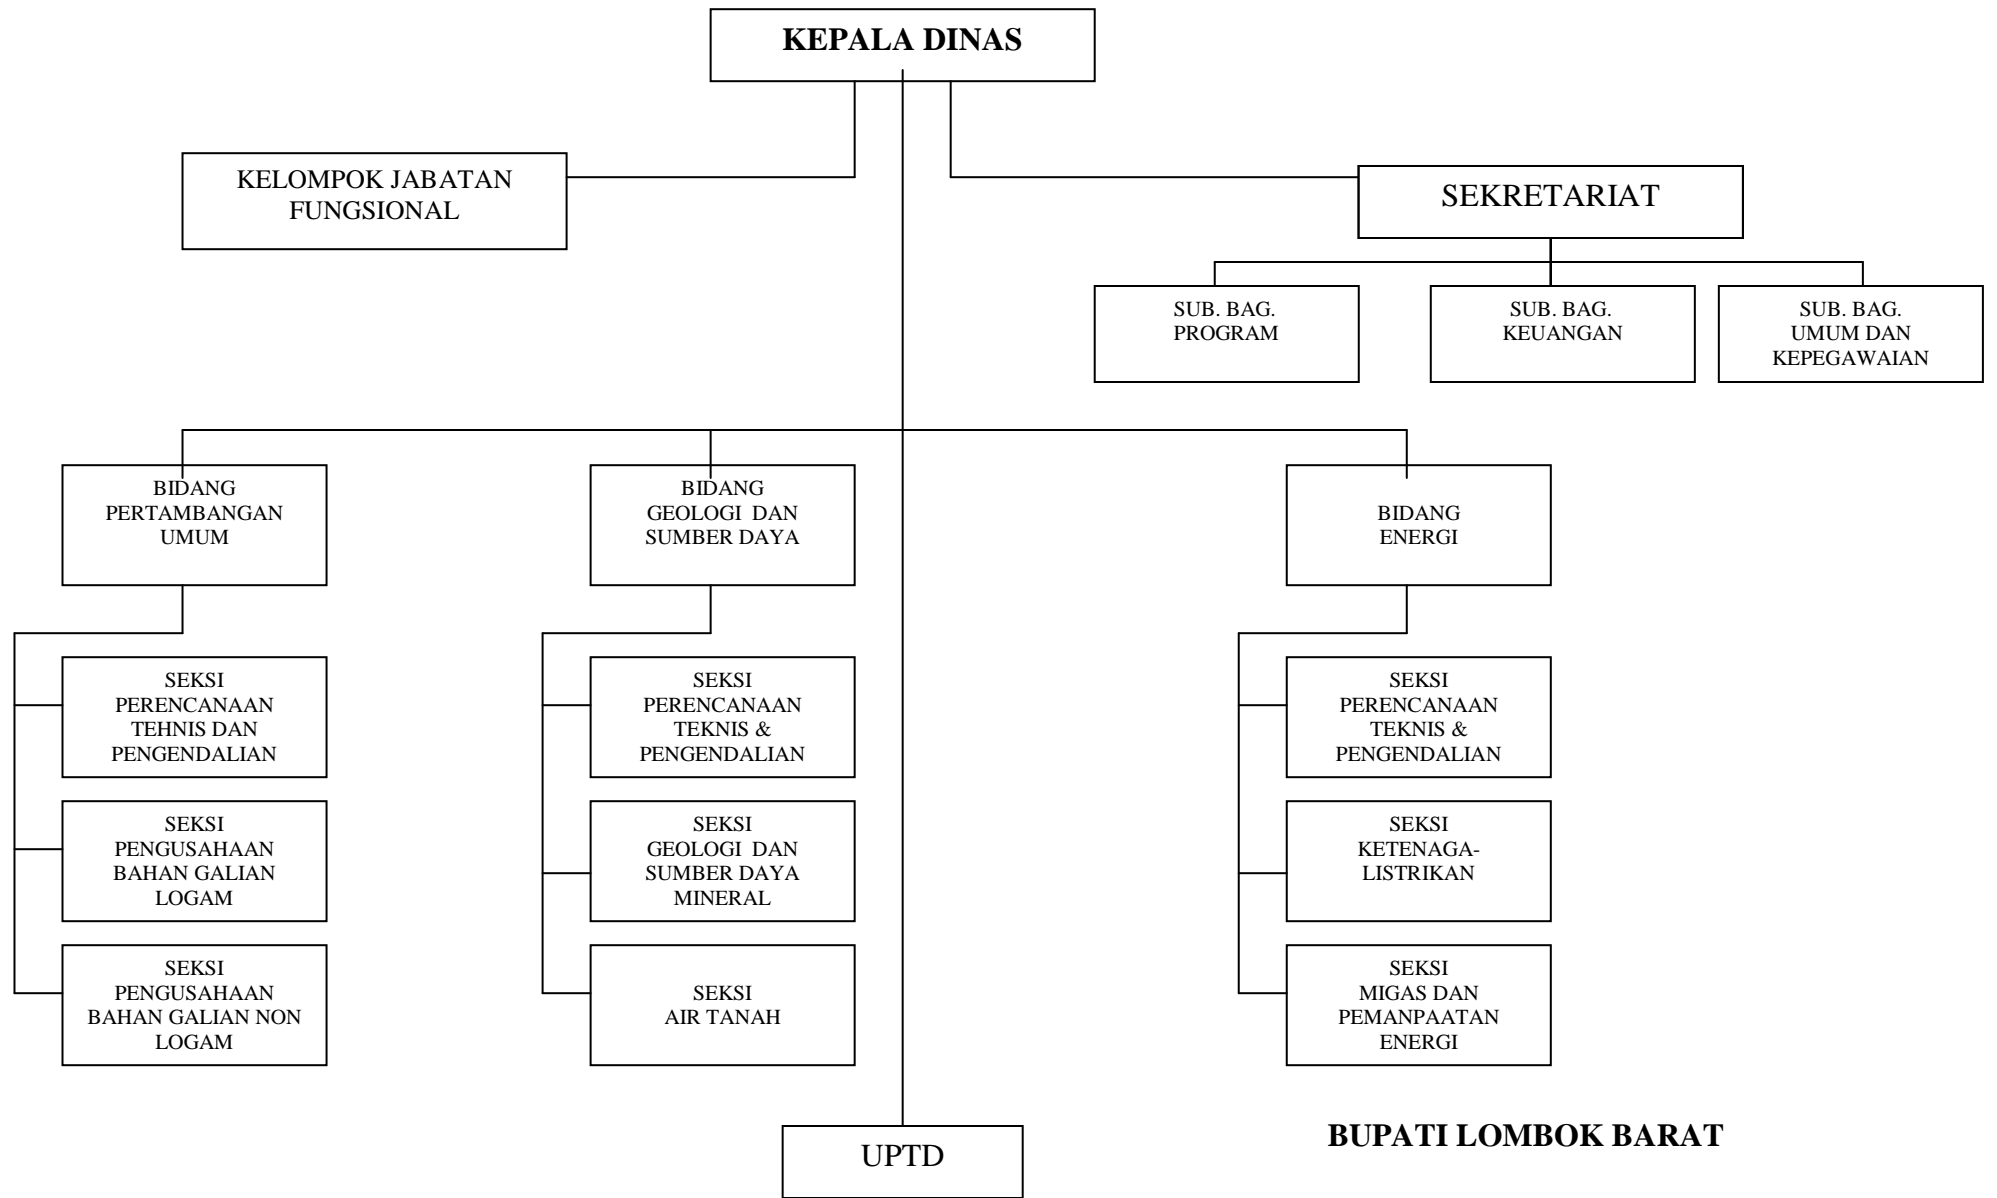 KEPALA DINAS
KELOMPOK JABATAN
FUNGSIONAL
SEKRETARIAT
SUB. BAG.
PROGRAM
SUB. BAG.
KEUANGAN
SUB. BAG.
UMUM DAN
KEPEGAWAIAN
BIDANG
PERTAMBANGAN
UMUM
BIDANG
GEOLOGI DAN
SUMBER DAYA
BIDANG
ENERGI
SEKSI
PERENCANAAN
TEHNIS DAN
PENGENDALIAN
SEKSI
PERENCANAAN
TEKNIS &
PENGENDALIAN
SEKSI
PERENCANAAN
TEKNIS &
PENGENDALIAN
SEKSI
PENGUSAHAAN
BAHAN GALIAN
LOGAM
SEKSI
GEOLOGI DAN
SUMBER DAYA
MINERAL
SEKSI
KETENAGA-
LISTRIKAN
SEKSI
PENGUSAHAAN
BAHAN GALIAN NON
LOGAM
SEKSI
AIR TANAH
SEKSI
MIGAS DAN
PEMANPAATAN
ENERGI
UPTD
BUPATI LOMBOK BARAT